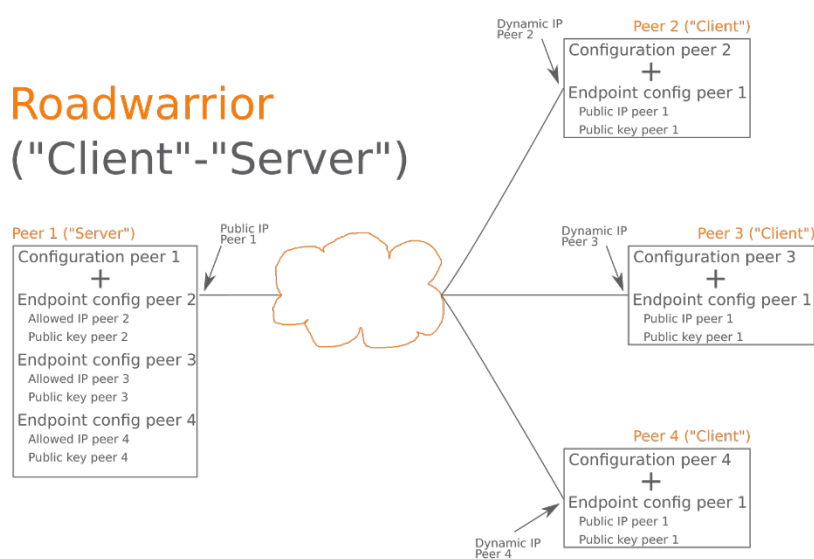 Roadwarrior
("Client"-"Server")
Peer 1 ("Server")
Configuration peer 1
+
Endpoint config peer 2
Allowed IP peer 2
Public key peer 2
Endpoint config peer 3
Allowed IP peer 3
Public key peer 3
Endpoint config peer 4
Allowed IP peer 4
Public key peer 4
Public IP
Peer 1
Dynamic IP
Peer 2
Peer 2 ("Client")
Configuration peer 2
+
Endpoint config peer 1
Public IP peer 1
Public key peer 1
Dynamic IP
Peer 3
Peer 3 ("Client")
Configuration peer 3
+
Endpoint config peer 1
Public IP peer 1
Public key peer 1
Peer 4 ("Client")
Configuration peer 4
+
Endpoint config peer 1
Public IP peer 1
Public key peer 1
Dynamic IP
Peer 4